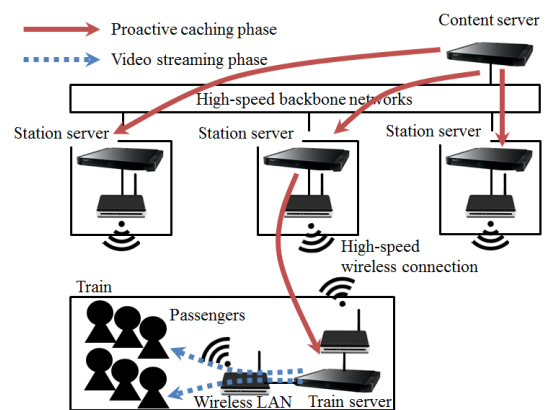 Proactive caching phase
Content server
Video streaming phase
High-speed backbone networks
Station server
Station server
Station server
High-speed
wireless connection
Train
Passengers
Wireless LAN
Train server